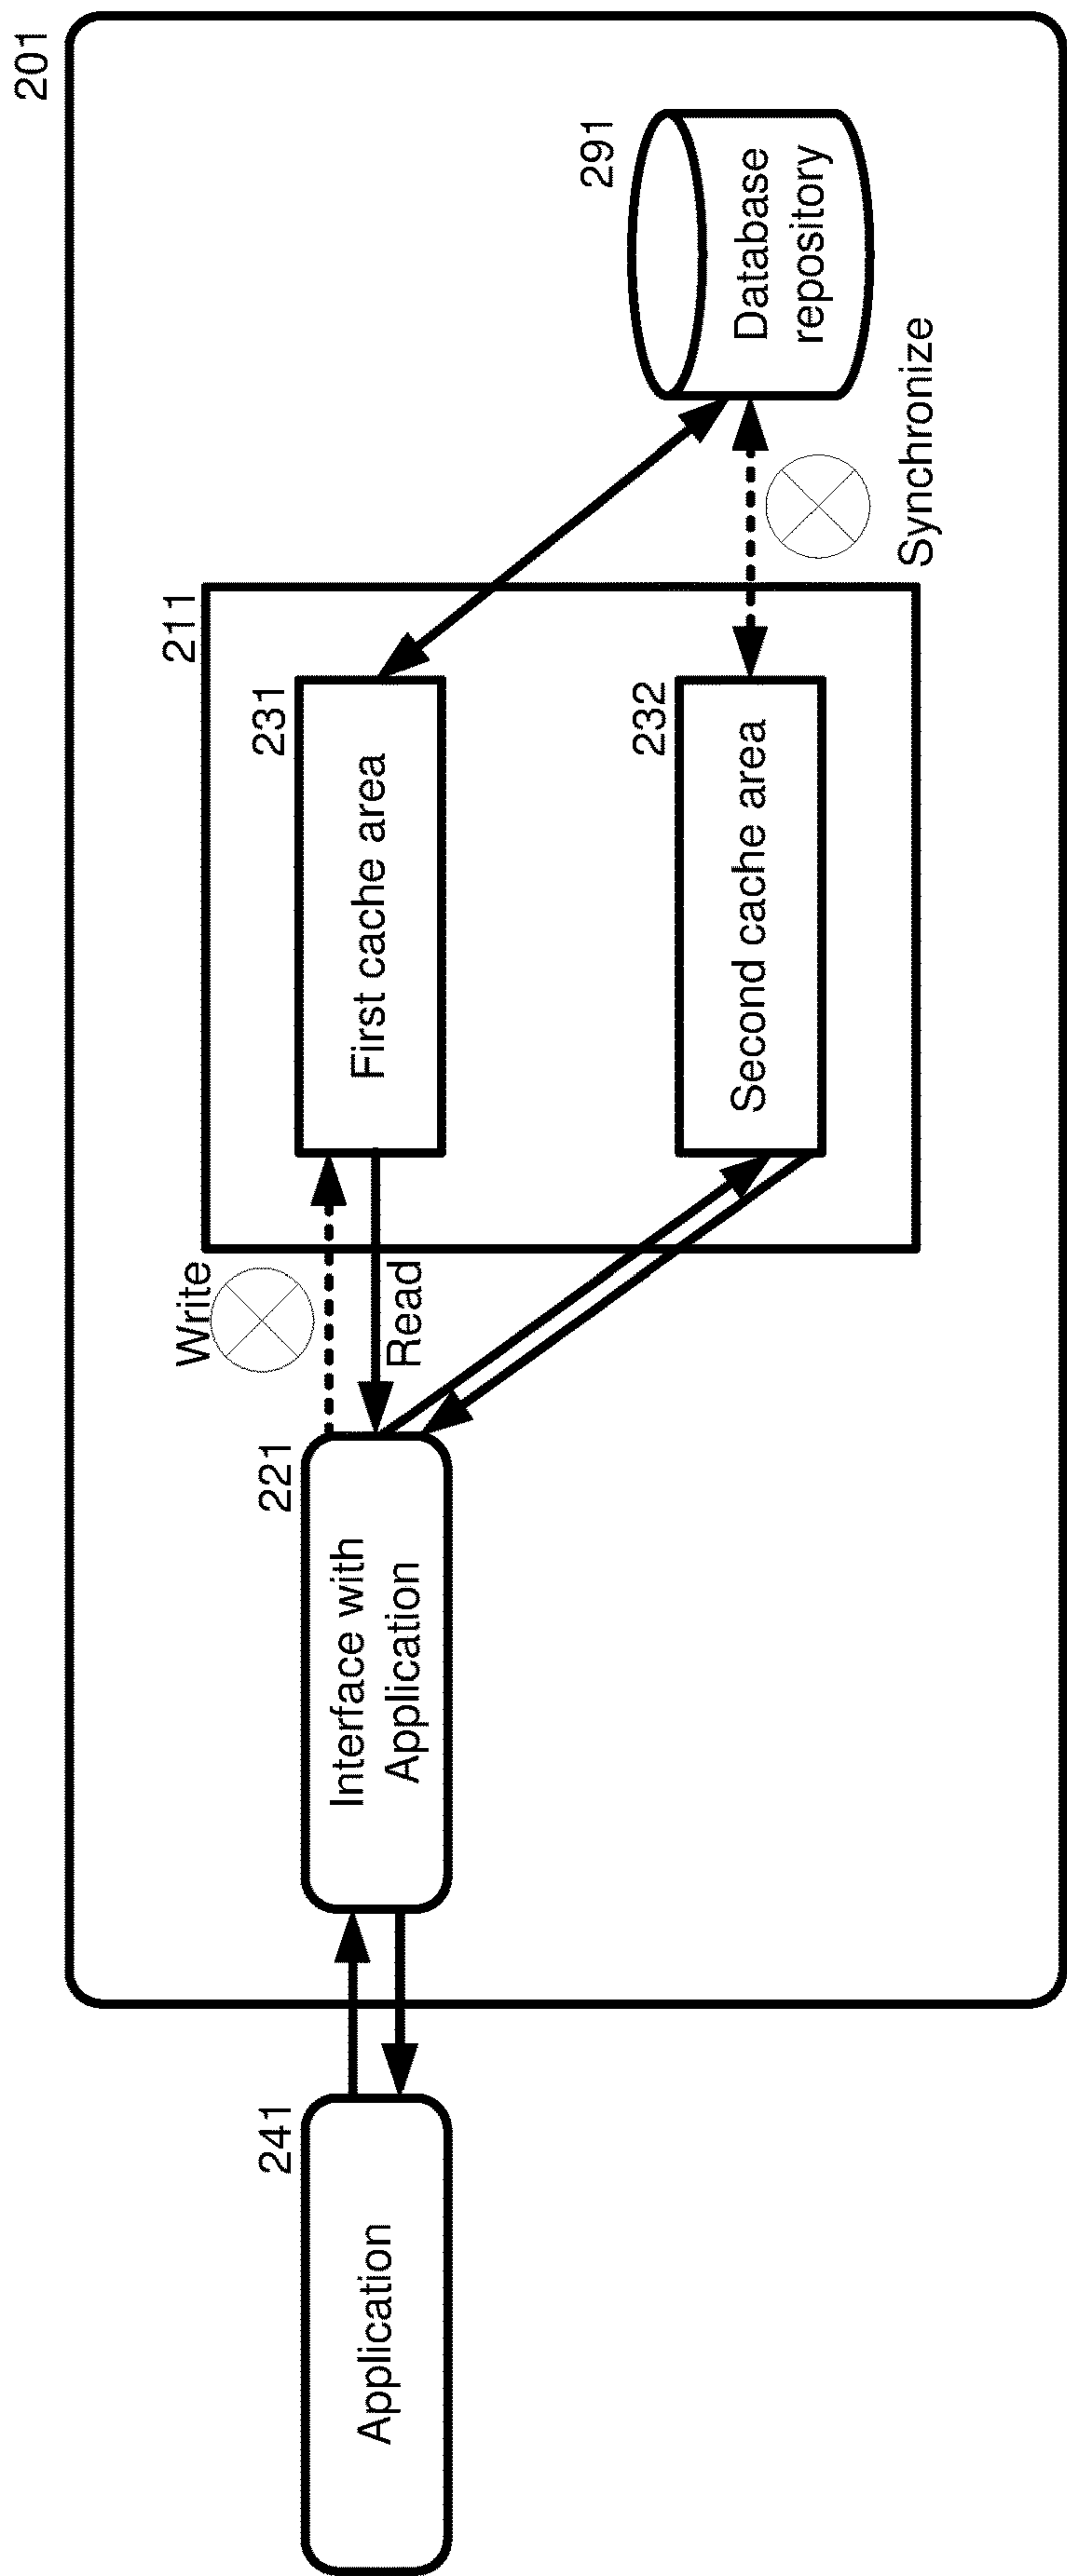 201
211
Write
221
231
291
241
Application
Interface with
Application
Read
First cache area
232
Second cache area
Database
repository
Synchronize